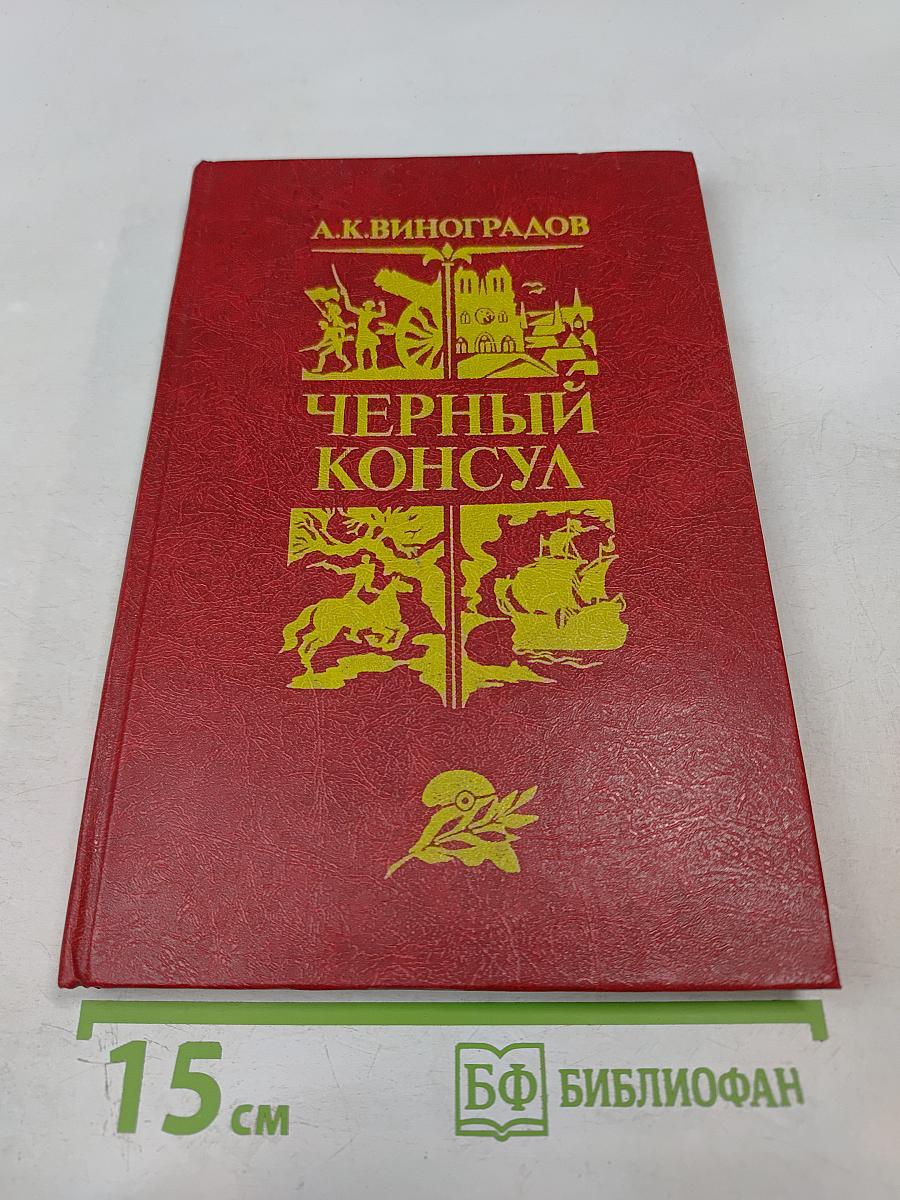 А.К.ВИНОГРАДОВ
ЧЕРНЫЙ
КОНСУЛ
15 см
БФ БИБЛИОФАН